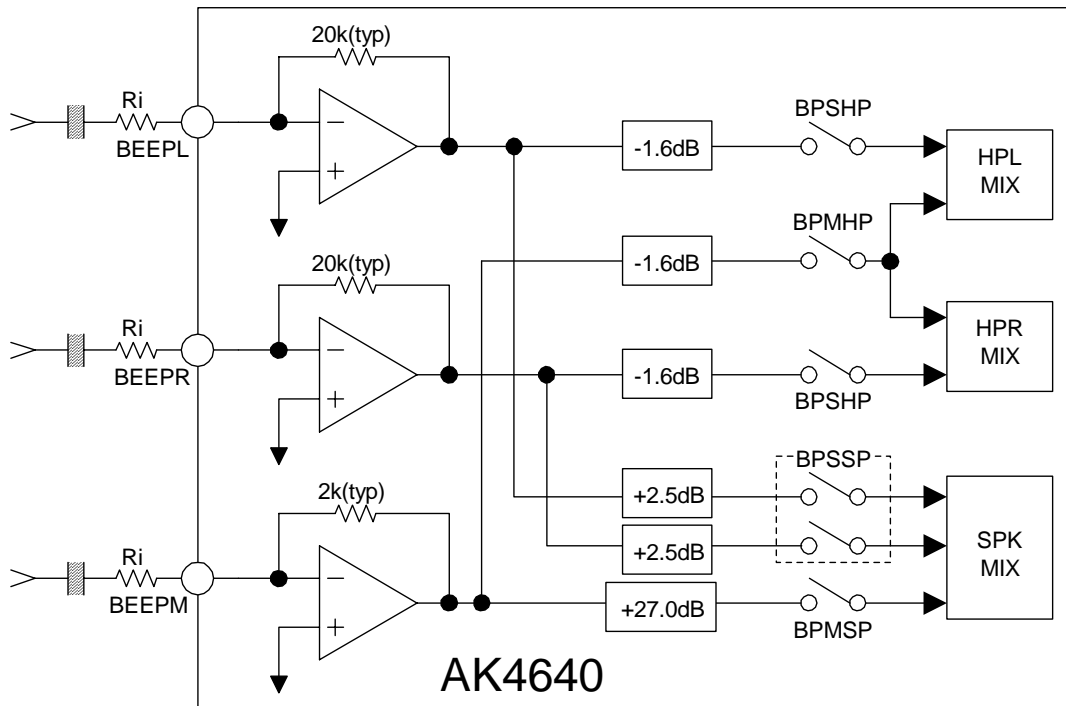 20k(typ)
Ri
BEEPL
−
+
-1.6dB
BPSHP
HPL
MIX
BPMHP
-1.6dB
20k(typ)
Ri
BEEPR
−
+
-1.6dB
BPSHP
HPR
MIX
BPSSP
+2.5dB
+2.5dB
SPK
MIX
2k(typ)
Ri
BEEPM
−
+
+27.0dB
BPMSP
AK4640